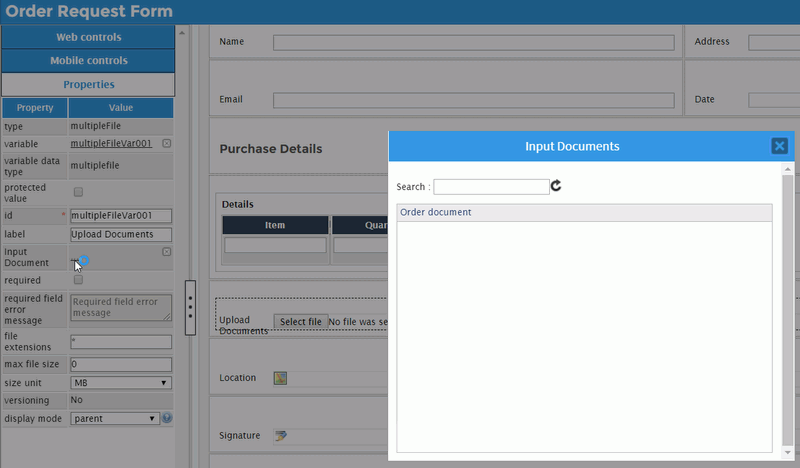 Order Request Form
Web controls
Mobile controls
Properties
Property Value
type multipleFile
variable multipleFileVar001
variable data type multiplefile
protected value
id * multipleFileVar001
label Upload Documents
Input Document ...
required
required field error message Required field error message
file extensions *
max file size 0
size unit MB
versioning No
display mode parent
Name
Address
Email
Date
Purchase Details
Details
Item
Upload Documents Select file No file was se
Location
Signature
Input Documents
Search :
Order document